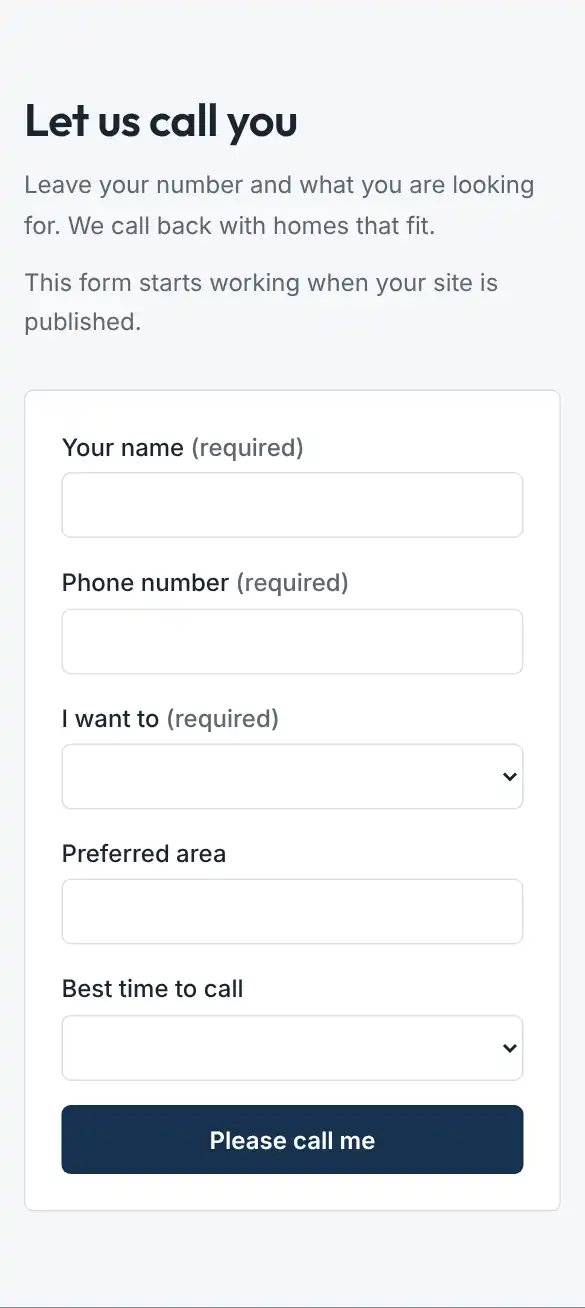 Let us call you
Leave your number and what you are looking
for. We call back with homes that fit.
This form starts working when your site is
published.
Your name (required)
Phone number (required)
I want to (required)
Preferred area
Best time to call
Please call me